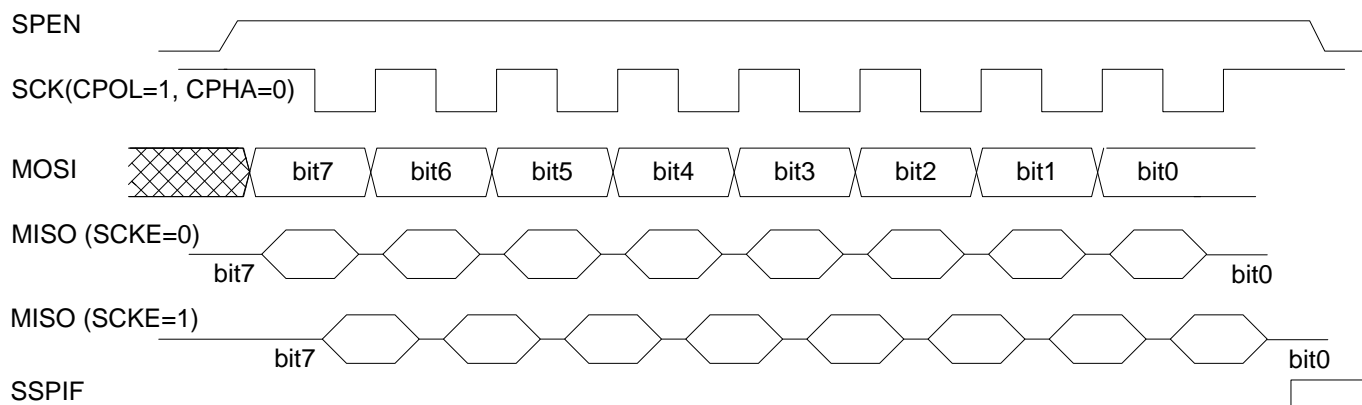 SPEN
SCK(CPOL=1, CPHA=0)
MOSI bit7 bit6 bit5 bit4 bit3 bit2 bit1 bit0
MISO (SCKE=0)
bit7 bit0
MISO (SCKE=1)
bit7 bit0
SSPIF